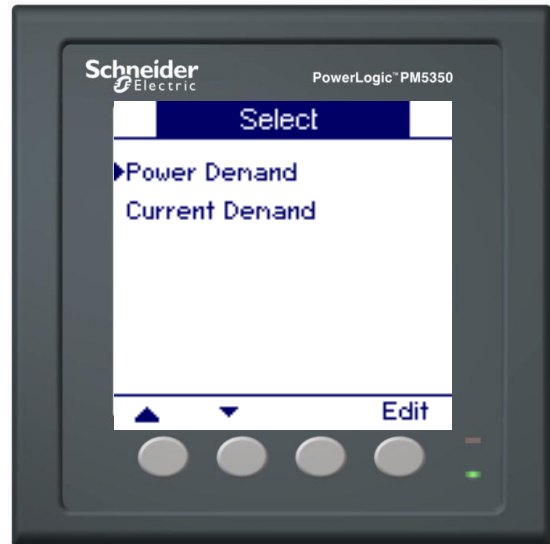 Schneider
Electric
PowerLogic™ PM5350
Select
Power Demand
Current Demand
Edit